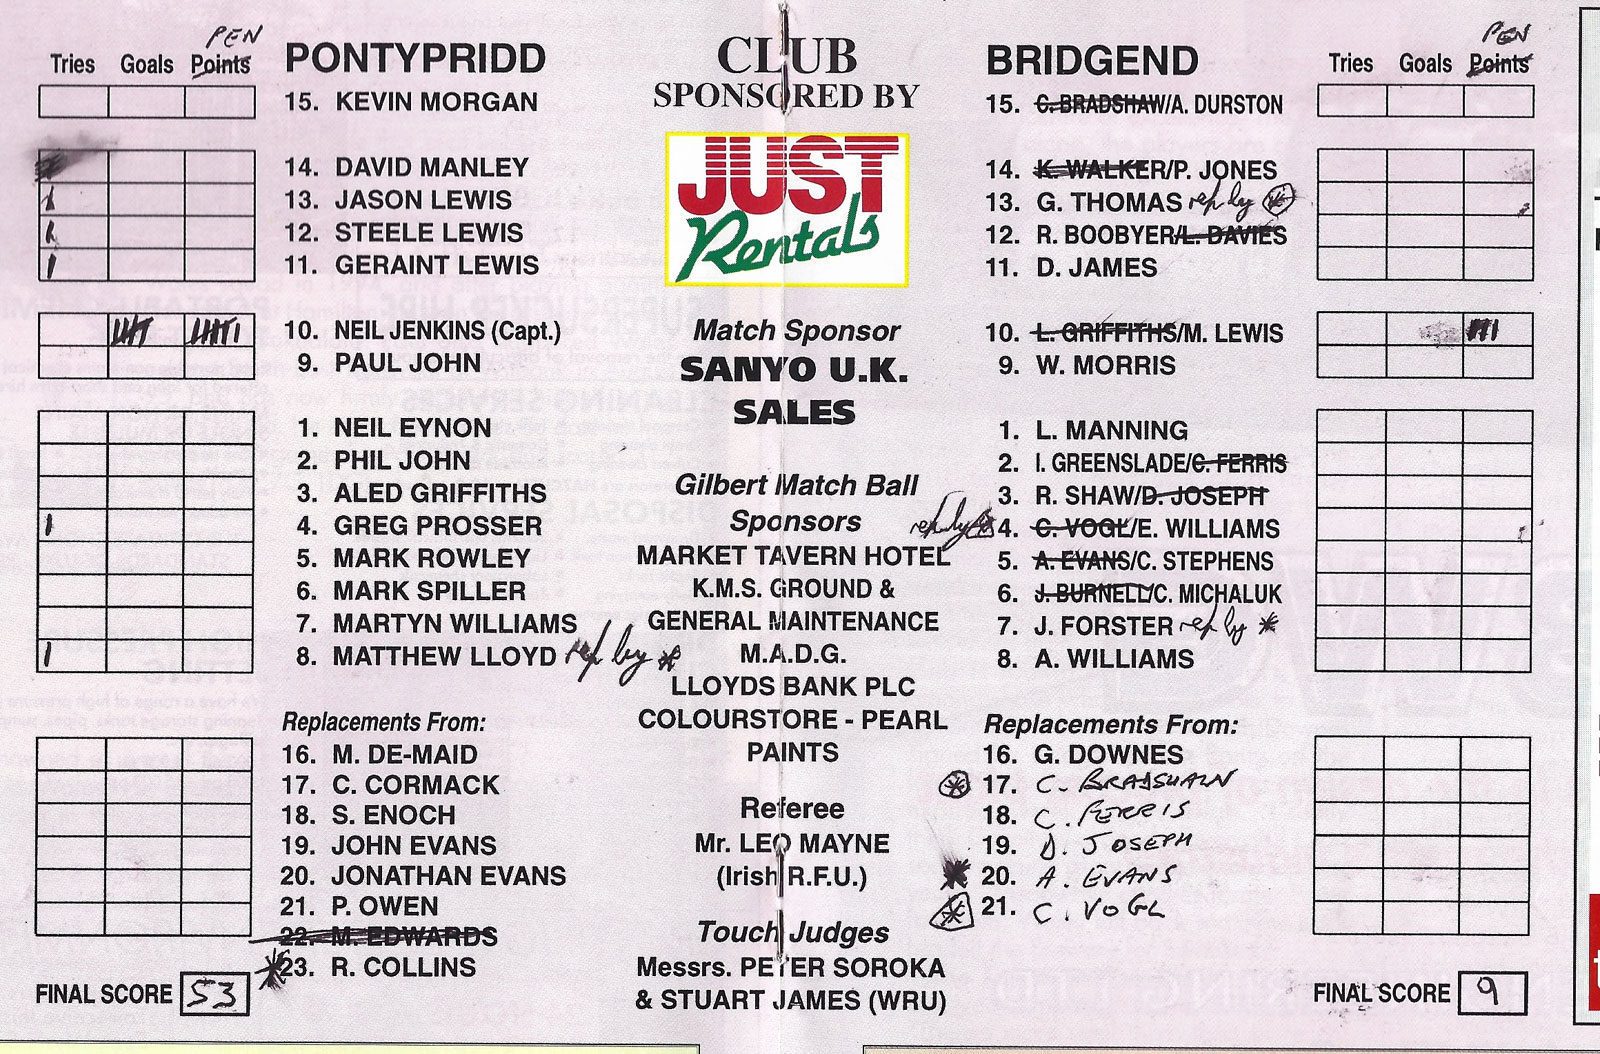 PEN
Tries Goals Points PONTYPRIDD
15. KEVIN MORGAN
14. DAVID MANLEY
13. JASON LEWIS
12. STEELE LEWIS
11. GERAINT LEWIS
10. NEIL JENKINS (Capt.)
9. PAUL JOHN
1. NEIL EYNON
2. PHIL JOHN
3. ALED GRIFFITHS
4. GREG PROSSER
5. MARK ROWLEY
6. MARK SPILLER
7. MARTYN WILLIAMS
8. MATTHEW LLOYD rep by *
Replacements From:
16. M. DE-MAID
17. C. CORMACK
18. S. ENOCH
19. JOHN EVANS
20. JONATHAN EVANS
21. P. OWEN
22. M. EDWARDS
*23. R. COLLINS
FINAL SCORE 53
CLUB
SPONSORED BY
JUST
Rentals
Match Sponsor
SANYO U.K.
SALES
Gilbert Match Ball
Sponsors
MARKET TAVERN HOTEL
K.M.S. GROUND &
GENERAL MAINTENANCE
M.A.D.G.
LLOYDS BANK PLC
COLOURSTORE - PEARL
PAINTS
Referee
Mr. LEO MAYNE
(Irish R.F.U.)
Touch Judges
Messrs. PETER SOROKA
& STUART JAMES (WRU)
PEN
BRIDGEND Tries Goals Points
15. C. BRADSHAW/A. DURSTON
14. K. WALKER/P. JONES
13. G. THOMAS rep by *
12. R. BOOBYER/L. DAVIES
11. D. JAMES
10. L. GRIFFITHS/M. LEWIS
9. W. MORRIS
1. L. MANNING
2. I. GREENSLADE/C. FERRIS
3. R. SHAW/D. JOSEPH
rep by * 4. C. VOGL/E. WILLIAMS
5. A. EVANS/C. STEPHENS
6. J. BURNELL/C. MICHALUK
7. J. FORSTER rep by *
8. A. WILLIAMS
Replacements From:
16. G. DOWNES
* 17. C. BRADSHAW
18. C. FERRIS
19. D. JOSEPH
* 20. A. EVANS
* 21. C. VOGL
FINAL SCORE 9